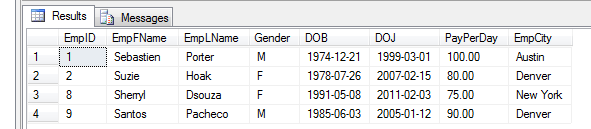 Results Messages
EmpID EmpFName EmpLName Gender DOB DOJ PayPerDay EmpCity
1 1 Sebastien Porter M 1974-12-21 1999-03-01 100.00 Austin
2 2 Suzie Hoak F 1978-07-26 2007-02-15 80.00 Denver
3 8 Sherryl Dsouza F 1991-05-08 2011-02-03 75.00 New York
4 9 Santos Pacheco M 1985-06-03 2005-01-12 90.00 Denver